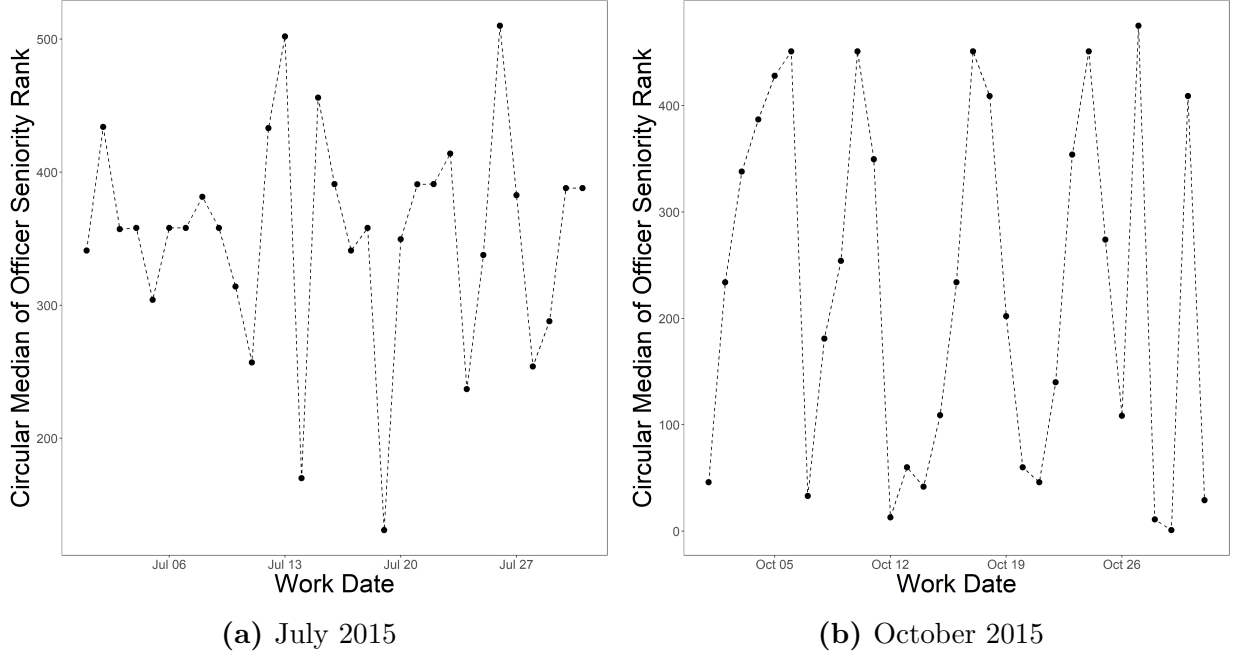 Circular Median of Officer Seniority Rank
500
400
300
200
Jul 06
Jul 13
Jul 20
Jul 27
Work Date
(a) July 2015
Circular Median of Officer Seniority Rank
400
300
200
100
0
Oct 05
Oct 12
Oct 19
Oct 26
Work Date
(b) October 2015